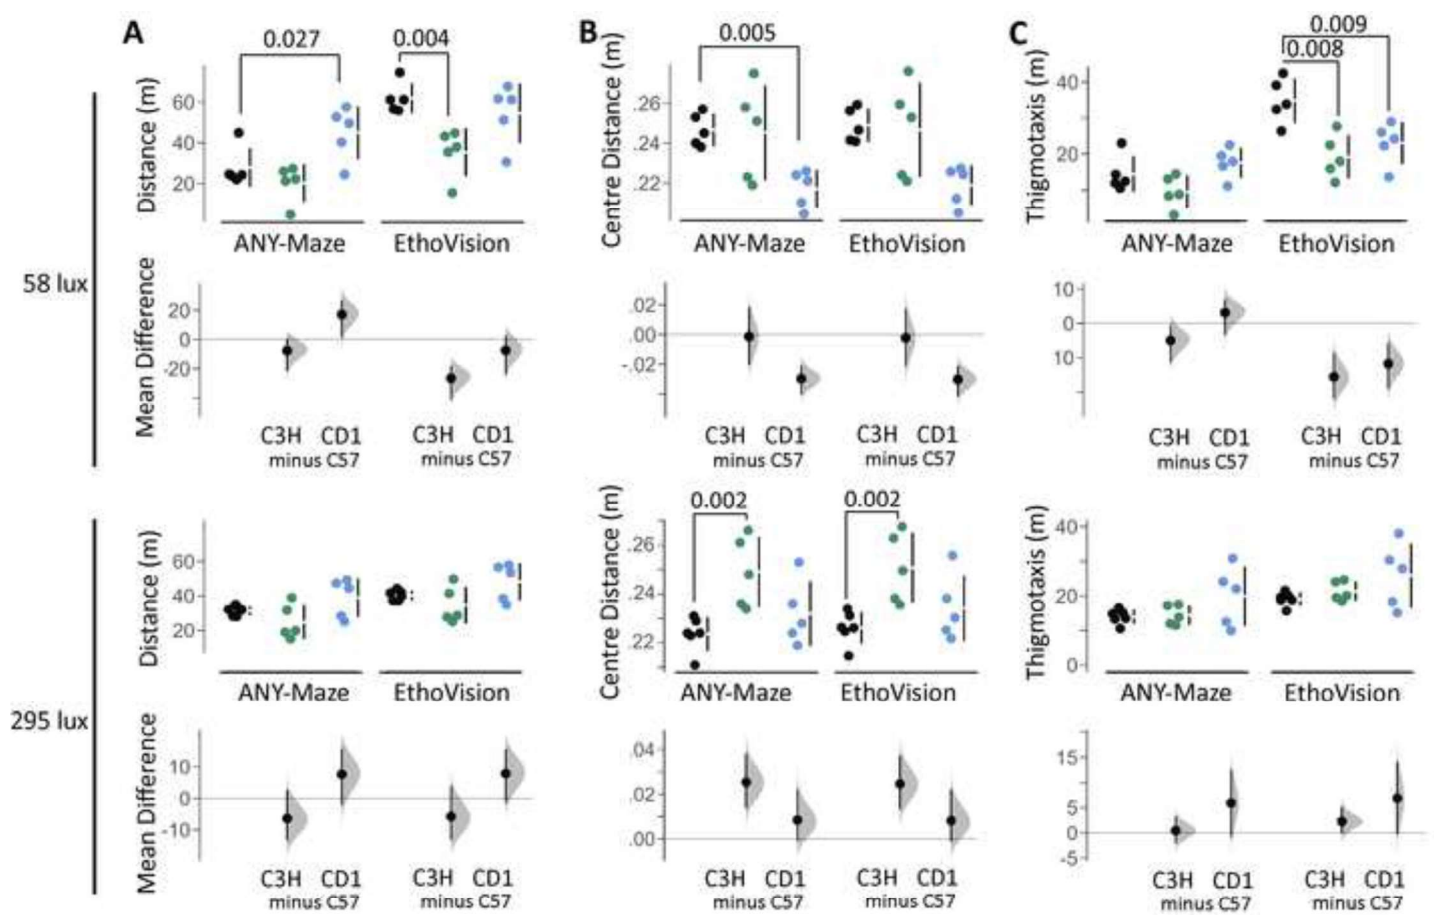 A
0.027
0.004
Distance (m)
60
40
20
ANY-Maze
EthoVision
B
0.005
Centre Distance (m)
.26
.24
.22
ANY-Maze
EthoVision
C
0.009
0.008
Thigmotaxis (m)
40
20
ANY-Maze
EthoVision
58 lux
Mean Difference
20
0
-20
C3H CD1
minus C57
C3H CD1
minus C57
.02
.00
-.02
C3H CD1
minus C57
C3H CD1
minus C57
10
0
10
C3H CD1
minus C57
C3H CD1
minus C57
295 lux
Distance (m)
60
40
20
ANY-Maze
EthoVision
0.002
0.002
Centre Distance (m)
.26
.24
.22
ANY-Maze
EthoVision
Thigmotaxis (m)
40
20
0
ANY-Maze
EthoVision
Mean Difference
10
0
-10
C3H CD1
minus C57
C3H CD1
minus C57
.04
.02
.00
C3H CD1
minus C57
C3H CD1
minus C57
15
5
0
-5
C3H CD1
minus C57
C3H CD1
minus C57